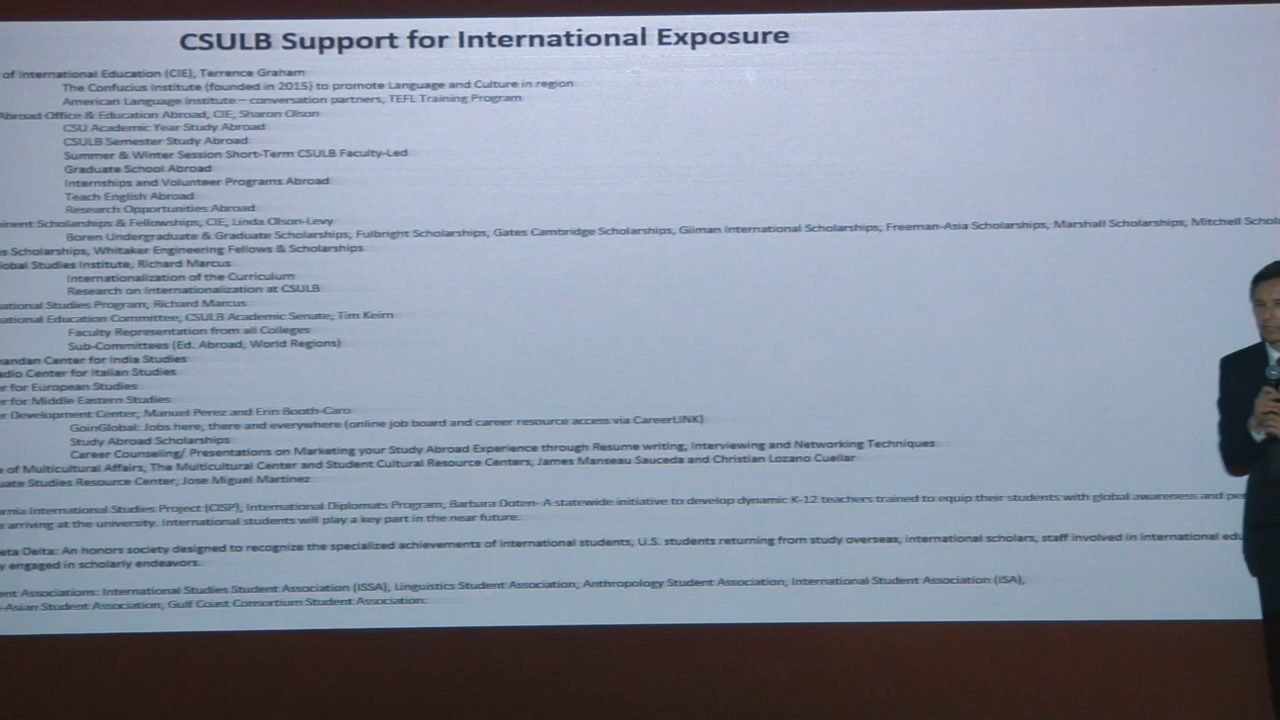 CSULB Support for International Exposure
of International Education (CIE), Terrence Graham
The Confucius Institute (founded in 2015) to promote Language and Culture in region
American Language Institute – conversation partners, TEFL Training Program
Abroad Office & Education Abroad, CIE, Sharon Olson
CSU Academic Year Study Abroad
CSULB Semester Study Abroad
Summer & Winter Session Short-Term CSULB Faculty-Led
Graduate School Abroad
Internships and Volunteer Programs Abroad
Teach English Abroad
Research Opportunities Abroad
inent Scholarships & Fellowships, CIE, Linda Olson-Levy
Boren Undergraduate & Graduate Scholarships, Fulbright Scholarships, Gates Cambridge Scholarships, Gilman International Scholarships, Freeman-Asia Scholarships, Marshall Scholarships, Mitchell Schol
s Scholarships, Whitaker Engineering Fellows & Scholarships
lobal Studies Institute, Richard Marcus
Internationalization of the Curriculum
Research on Internationalization at CSULB
ational Studies Program, Richard Marcus
ational Education Committee, CSULB Academic Senate, Tim Keirn
Faculty Representation from all Colleges
Sub-Committees (Ed. Abroad, World Regions)
andan Center for India Studies
dio Center for Italian Studies
r for European Studies
r for Middle Eastern Studies
r Development Center, Manuel Perez and Erin Booth-Caro
GoinGlobal: Jobs here, there and everywhere (online job board and career resource access via CareerLINK)
Study Abroad Scholarships
Career Counseling/ Presentations on Marketing your Study Abroad Experience through Resume writing, Interviewing and Networking Techniques
e of Multicultural Affairs, The Multicultural Center and Student Cultural Resource Centers, James Manseau Sauceda and Christian Lozano Cuellar
uate Studies Resource Center, Jose Miguel Martinez
rnia International Studies Project (CISP), International Diplomats Program, Barbara Doten- A statewide initiative to develop dynamic K-12 teachers trained to equip their students with global awareness and pe
e arriving at the university. International students will play a key part in the near future.
eta Delta: An honors society designed to recognize the specialized achievements of international students, U.S. students returning from study overseas, international scholars, staff involved in international edu
y engaged in scholarly endeavors.
ent Associations: International Studies Student Association (ISSA), Linguistics Student Association, Anthropology Student Association, International Student Association (ISA),
-Asian Student Association, Gulf Coast Consortium Student Association.